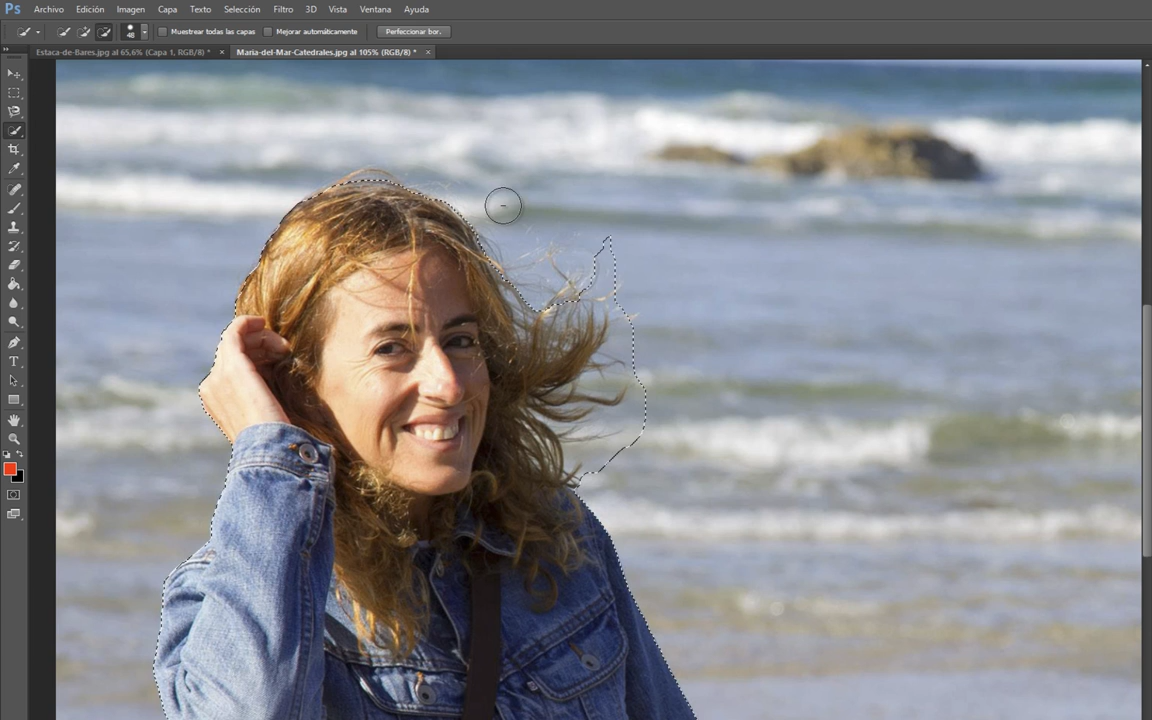 Ps Archivo Edición Imagen Capa Texto Selección Filtro 3D Vista Ventana Ayuda
48 Muestrear todas las capas Mejorar automáticamente Perfeccionar bor.
Estaca-de-Bares.jpg al 65,6% (Capa 1, RGB/8) * × Maria-del-Mar-Catedrales.jpg al 105% (RGB/8) * ×
T